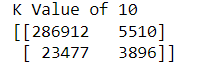 K Value of 10
[[286912 5510]
[ 23477 3896]]